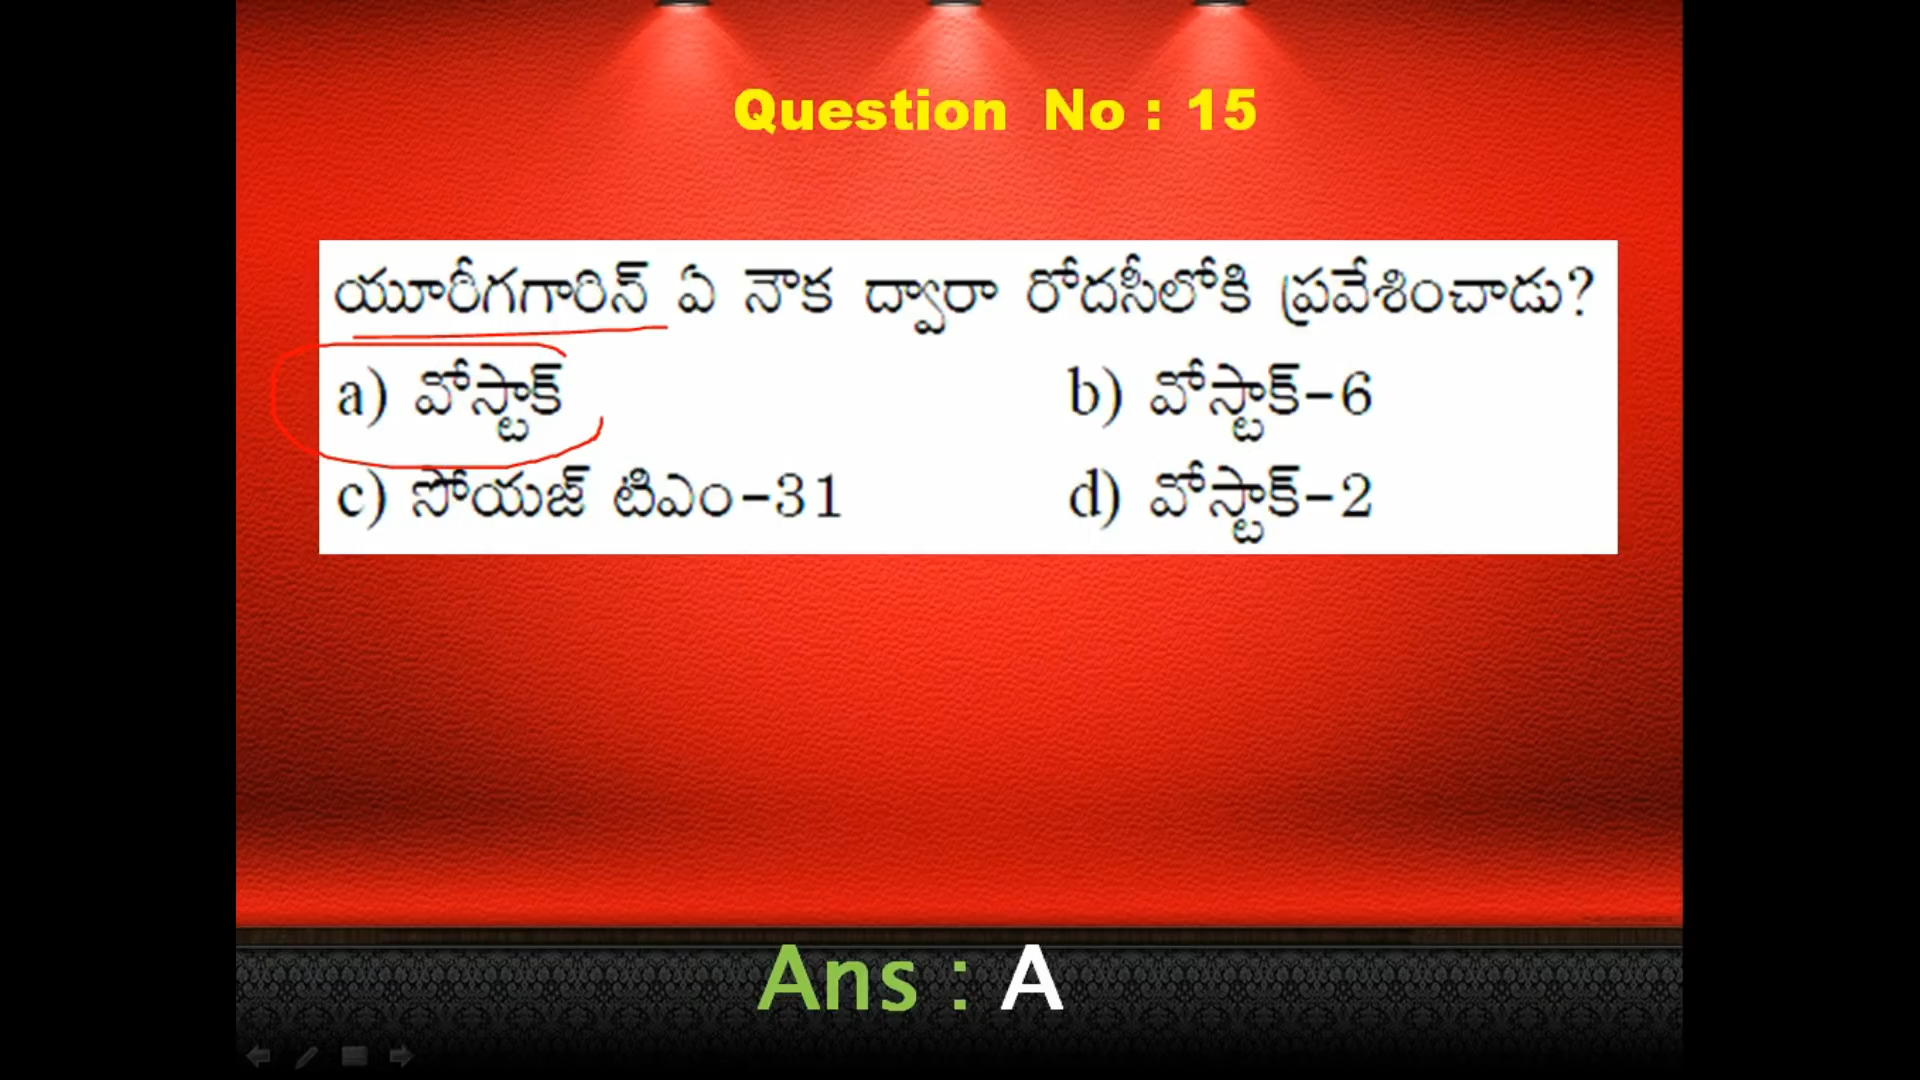 Question No : 15
యూరీగగారిన్ ఏ నౌక ద్వారా రోదసీలోకి ప్రవేశించాడు?
a) వోస్టాక్ b) వోస్టాక్-6
c) సోయజ్ టిఎం-31 d) వోస్టాక్-2
Ans : A